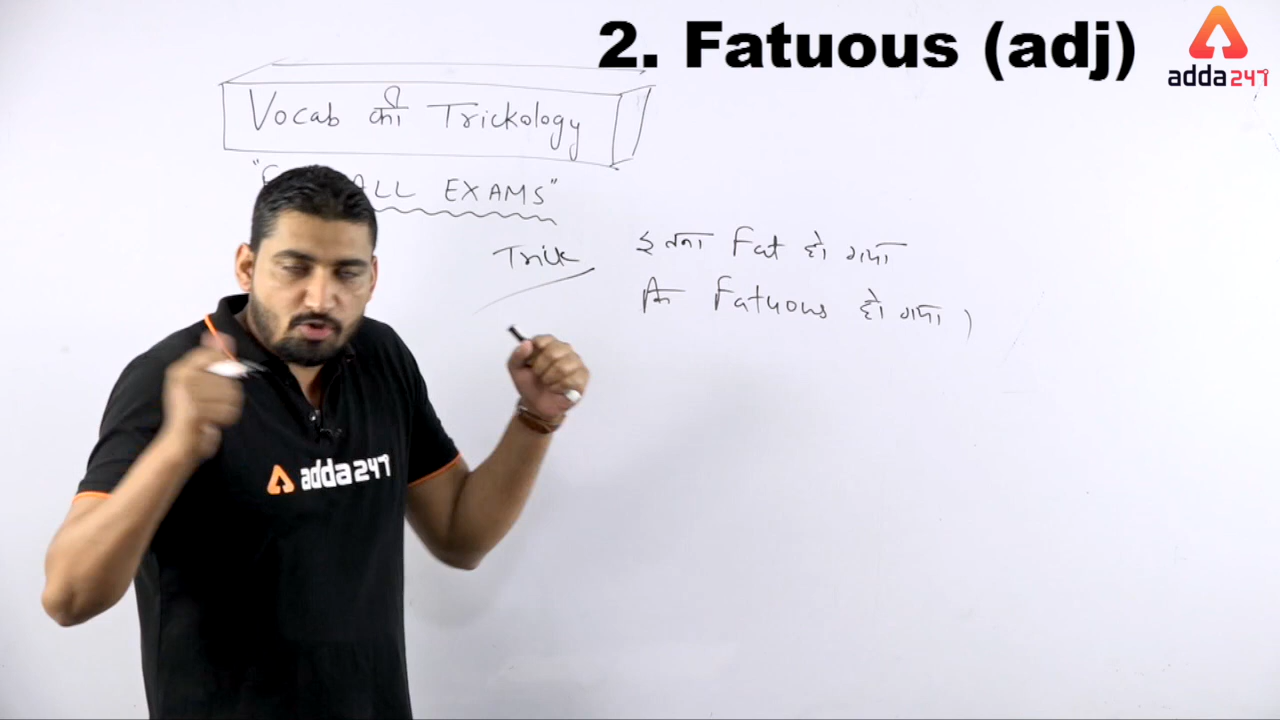 2. Fatuous (adj)
adda247
Vocab की Trickology
"F ALL EXAMS"
Trick
इतना Fat हो गया
कि Fatuous हो गया।
adda247